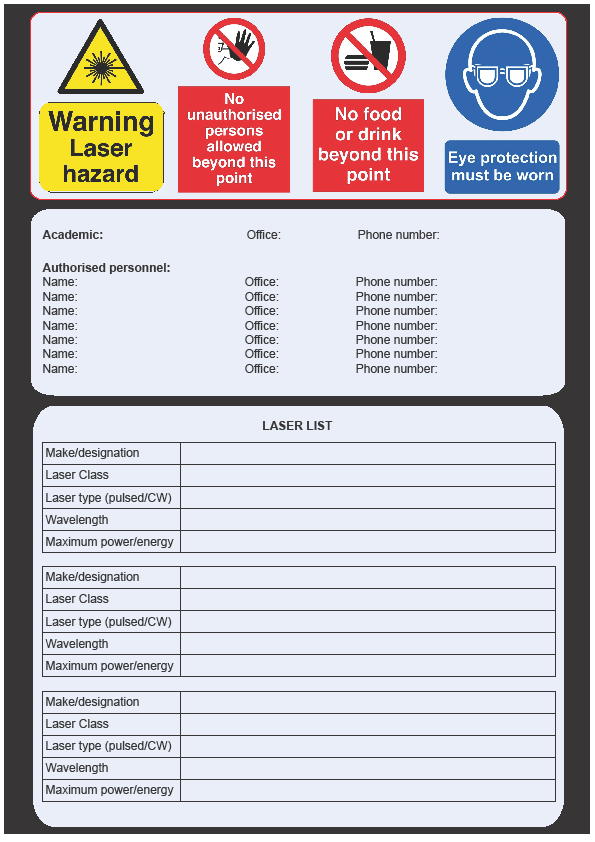 Warning
Laser
hazard
No
unauthorised
persons
allowed
beyond this
point
No food
or drink
beyond this
point
Eye protection
must be worn
Academic: Office: Phone number:
Authorised personnel:
Name: Office: Phone number:
Name: Office: Phone number:
Name: Office: Phone number:
Name: Office: Phone number:
Name: Office: Phone number:
Name: Office: Phone number:
Name: Office: Phone number:
LASER LIST
Make/designation
Laser Class
Laser type (pulsed/CW)
Wavelength
Maximum power/energy
Make/designation
Laser Class
Laser type (pulsed/CW)
Wavelength
Maximum power/energy
Make/designation
Laser Class
Laser type (pulsed/CW)
Wavelength
Maximum power/energy